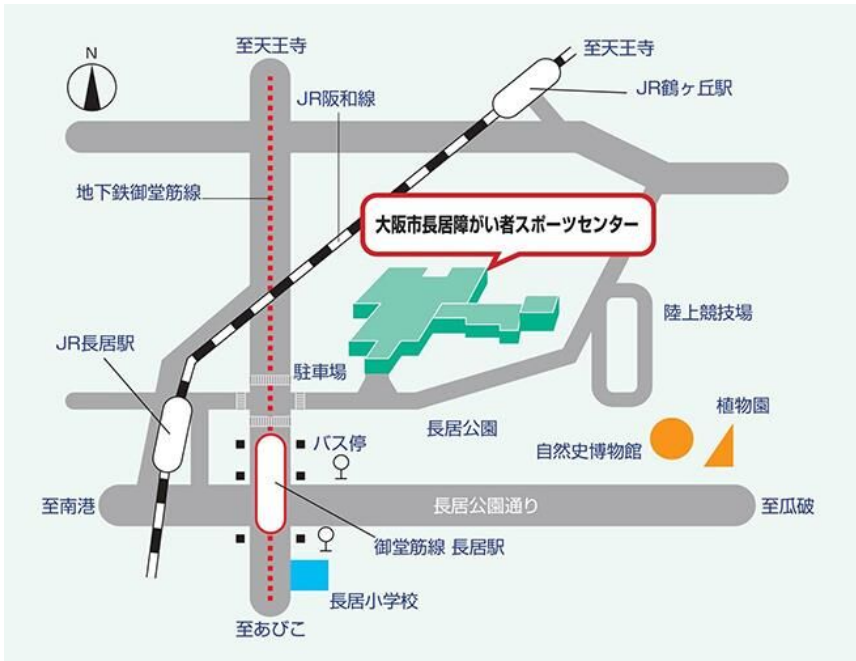 至天王寺
至天王寺
N
JR阪和線
JR鶴ヶ丘駅
地下鉄御堂筋線
大阪市長居障がい者スポーツセンター
陸上競技場
JR長居駅
駐車場
植物園
長居公園
自然史博物館
バス停
至南港
長居公園通り
至瓜破
御堂筋線 長居駅
長居小学校
至あびこ